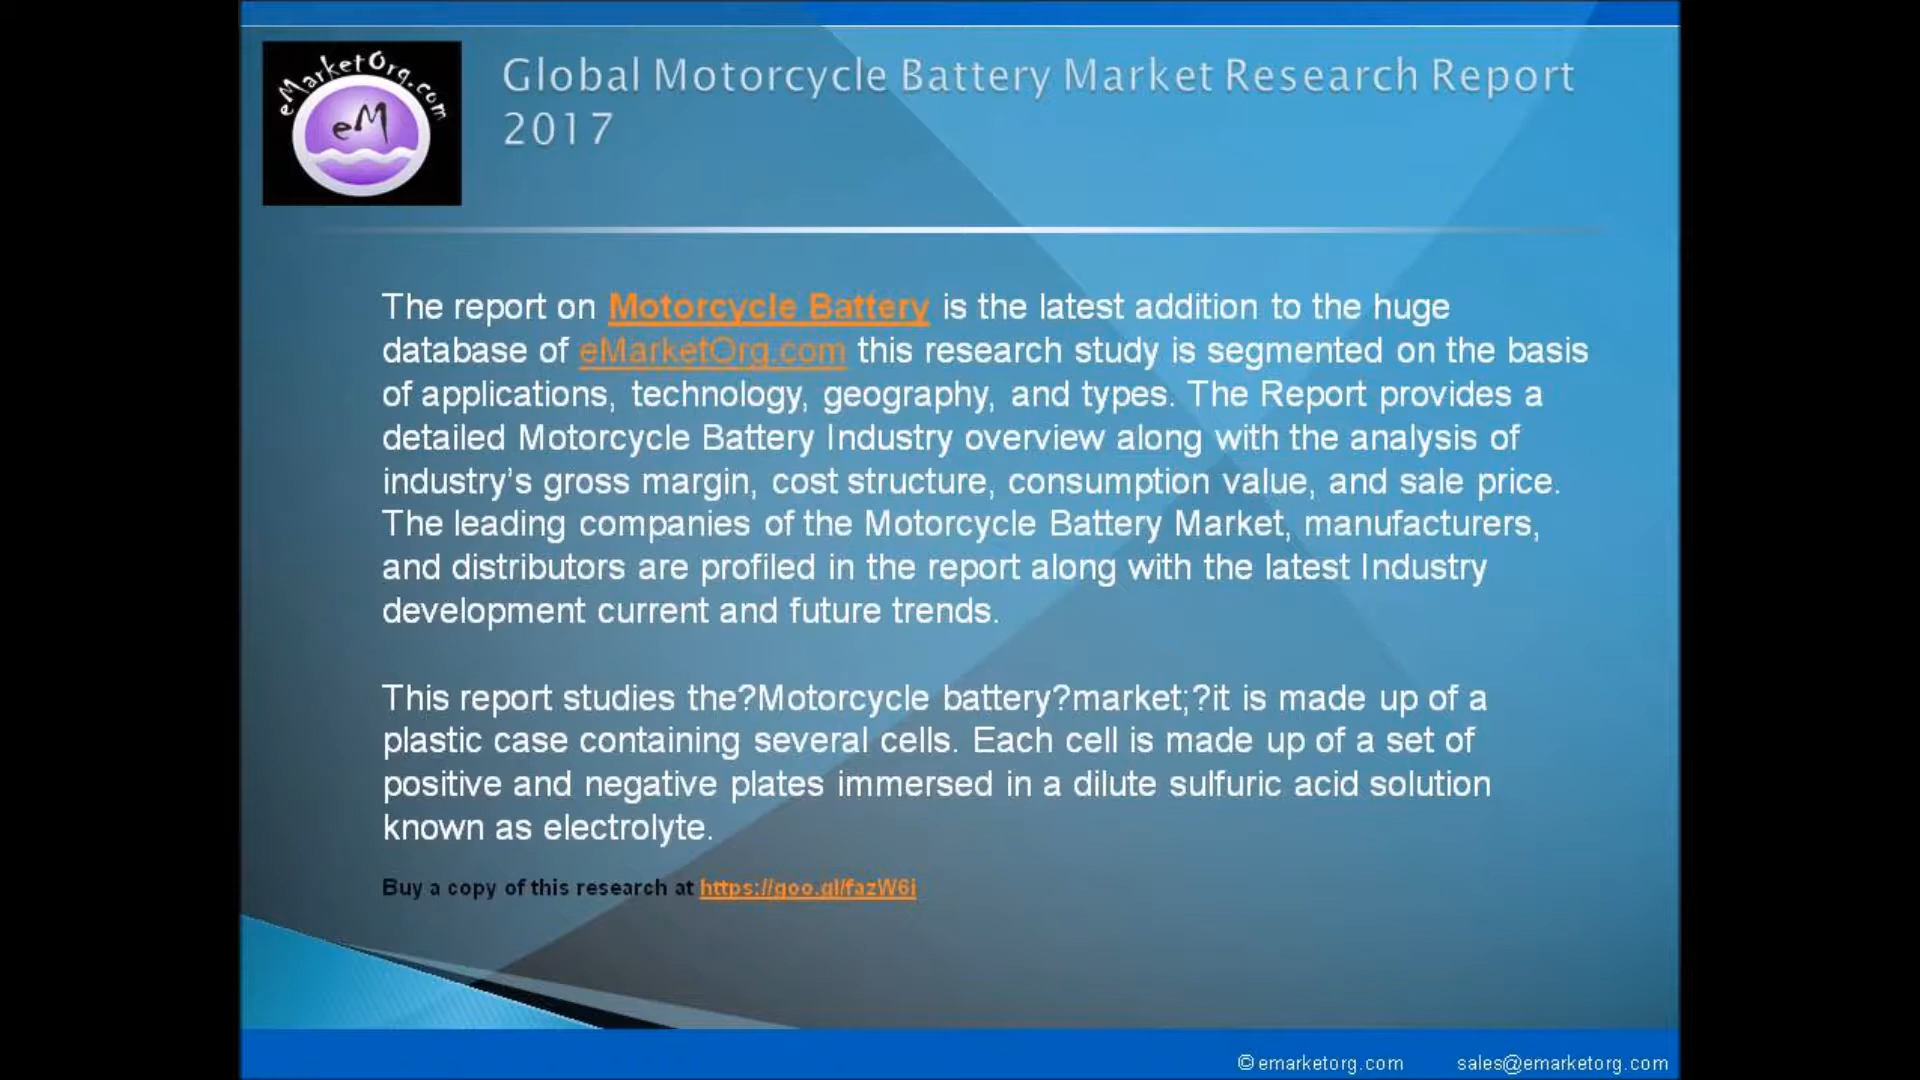 eMarketOrg.com
eM
Global Motorcycle Battery Market Research Report
2017
The report on Motorcycle Battery is the latest addition to the huge
database of eMarketOrg.com this research study is segmented on the basis
of applications, technology, geography, and types. The Report provides a
detailed Motorcycle Battery Industry overview along with the analysis of
industry’s gross margin, cost structure, consumption value, and sale price.
The leading companies of the Motorcycle Battery Market, manufacturers,
and distributors are profiled in the report along with the latest Industry
development current and future trends.
This report studies the?Motorcycle battery?market;?it is made up of a
plastic case containing several cells. Each cell is made up of a set of
positive and negative plates immersed in a dilute sulfuric acid solution
known as electrolyte.
Buy a copy of this research at https://goo.gl/fazW6i
© emarketorg.com sales@emarketorg.com